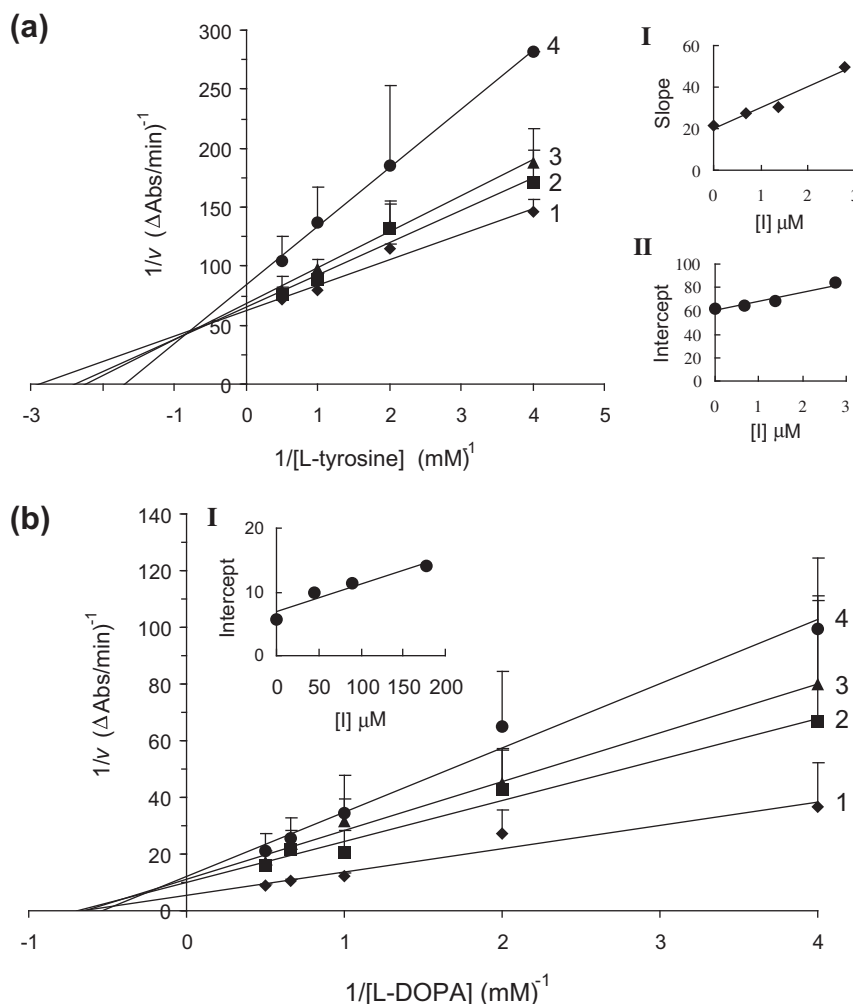 (a)
1/v (ΔAbs/min)⁻¹
300
250
200
150
100
50
0
-3 -2 -1 0 1 2 3 4 5
1/[L-tyrosine] (mM)⁻¹
4
3
2
1
I
Slope
60
40
20
0
0 1 2 3
[I] µM
II
Intercept
100
80
60
40
20
0
0 1 2 3
[I] µM
(b)
1/v (ΔAbs/min)⁻¹
140
120
100
80
60
40
20
0
-1 0 1 2 3 4
1/[L-DOPA] (mM)⁻¹
I
Intercept
20
10
0
0 50 100 150 200
[I] µM
4
3
2
1